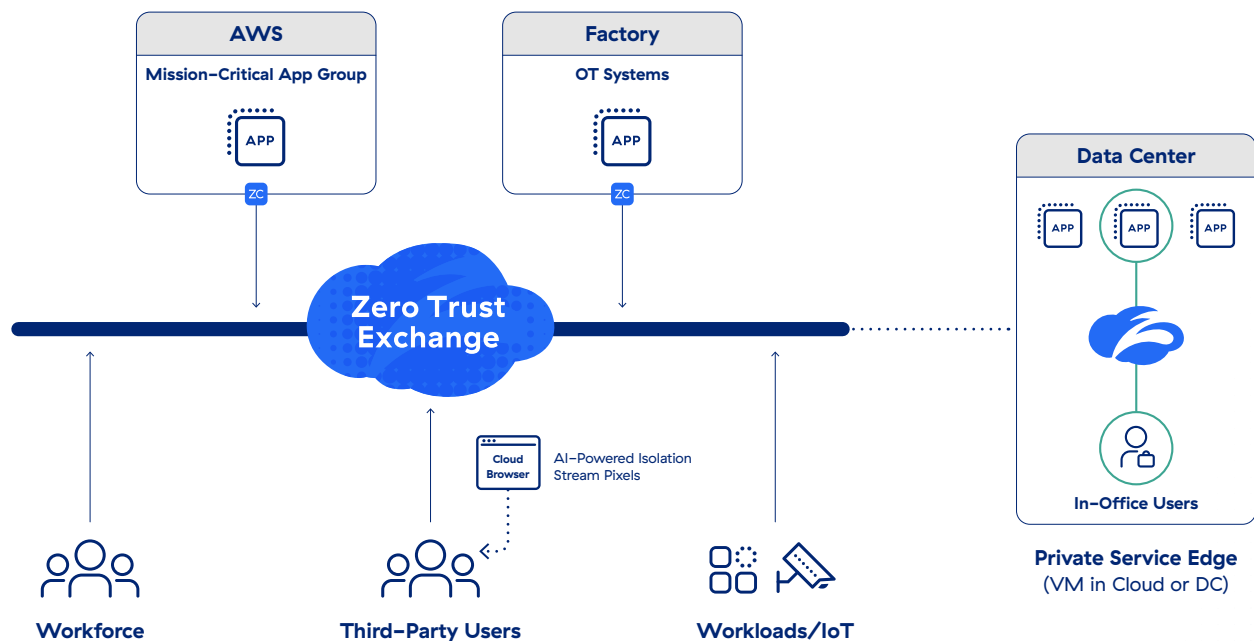 AWS
Mission-Critical App Group
APP
ZC
Factory
OT Systems
APP
ZC
Data Center
APP
APP
APP
In-Office Users
Private Service Edge
(VM in Cloud or DC)
Zero Trust
Exchange
Cloud
Browser
AI-Powered Isolation
Stream Pixels
Workforce
Third-Party Users
Workloads/IoT